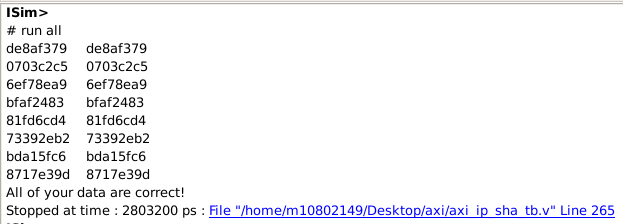 ISim>
# run all
de8af379 de8af379
0703c2c5 0703c2c5
6ef78ea9 6ef78ea9
bfaf2483 bfaf2483
81fd6cd4 81fd6cd4
73392eb2 73392eb2
bda15fc6 bda15fc6
8717e39d 8717e39d
All of your data are correct!
Stopped at time : 2803200 ps : File "/home/m10802149/Desktop/axi/axi_ip_sha_tb.v" Line 265